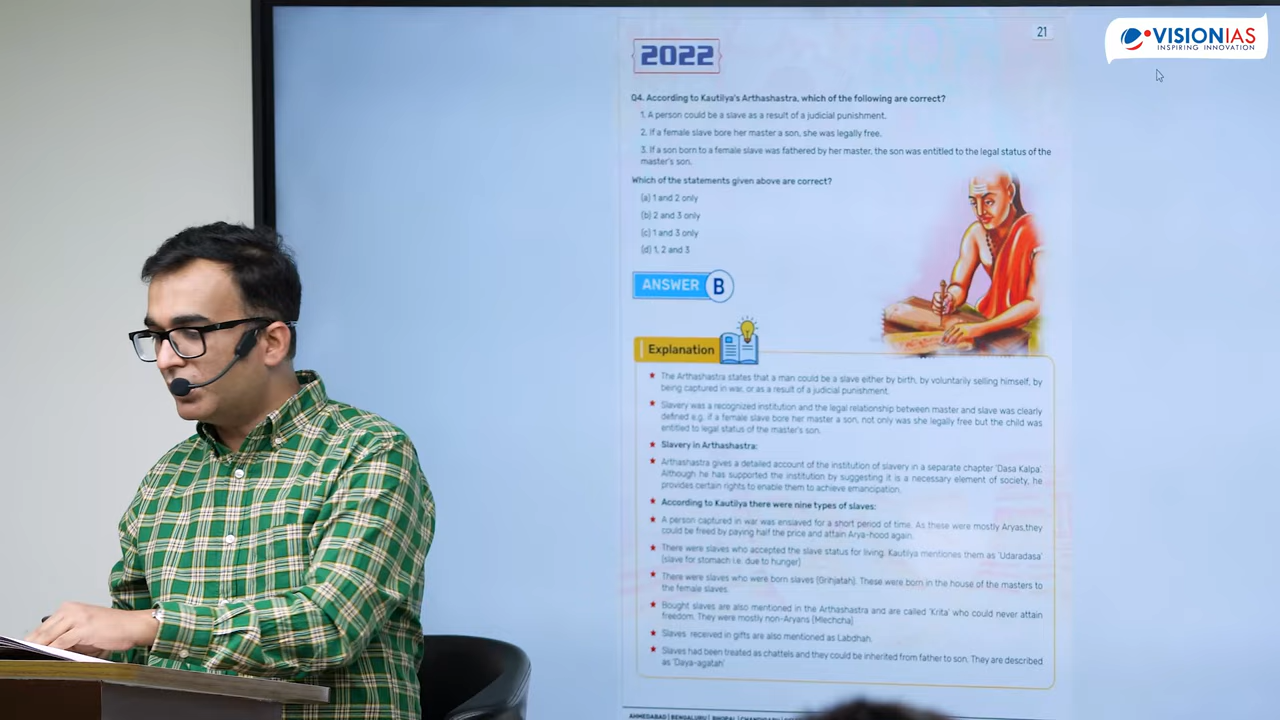 21
VISIONIAS
INSPIRING INNOVATION
2022
Q4. According to Kautilya's Arthashastra, which of the following are correct?
1. A person could be a slave as a result of a judicial punishment.
2. If a female slave bore her master a son, she was legally free.
3. If a son born to a female slave was fathered by her master, the son was entitled to the legal status of the
master's son.
Which of the statements given above are correct?
(a) 1 and 2 only
(b) 2 and 3 only
(c) 1 and 3 only
(d) 1, 2 and 3
ANSWER B
Explanation
The Arthashastra states that a man could be a slave either by birth, by voluntarily selling himself, by
being captured in war, or as a result of a judicial punishment.
Slavery was a recognized institution and the legal relationship between master and slave was clearly
defined e.g. if a female slave bore her master a son, not only was she legally free but the child was
entitled to legal status of the master's son.
Slavery in Arthashastra:
Arthashastra gives a detailed account of the institution of slavery in a separate chapter 'Dasa Kalpa'.
Although he has supported the institution by suggesting it is a necessary element of society, he
provides certain rights to enable them to achieve emancipation.
According to Kautilya there were nine types of slaves:
A person captured in war was enslaved for a short period of time. As these were mostly Aryas,they
could be freed by paying half the price and attain Arya-hood again.
There were slaves who accepted the slave status for living. Kautilya mentiones them as 'Udaradasa'
(slave for stomach i.e. due to hunger)
There were slaves who were born slaves (Grihjatah). These were born in the house of the masters to
the female slaves.
Bought slaves are also mentioned in the Arthashastra and are called 'Krita' who could never attain
freedom. They were mostly non-Aryans (Mlechcha)
Slaves received in gifts are also mentioned as Labdhah.
Slaves had been treated as chattels and they could be inherited from father to son. They are described
as 'Daya-agatah'
AHMEDABAD | BENGALURU | BHOPAL | CHANDIGARH